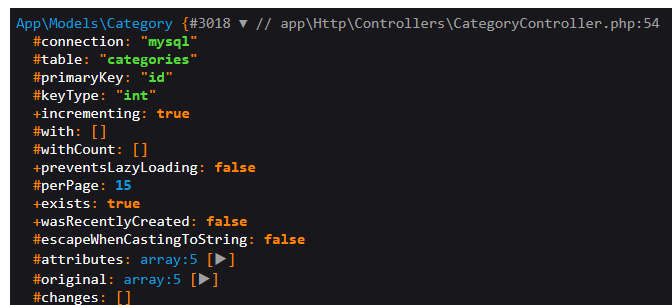 App\Models\Category {#3018 ▼ // app\Http\Controllers\CategoryController.php:54
#connection: "mysql"
#table: "categories"
#primaryKey: "id"
#keyType: "int"
+incrementing: true
#with: []
#withCount: []
+preventsLazyLoading: false
#perPage: 15
+exists: true
+wasRecentlyCreated: false
#escapeWhenCastingToString: false
#attributes: array:5 [▶]
#original: array:5 [▶]
#changes: []